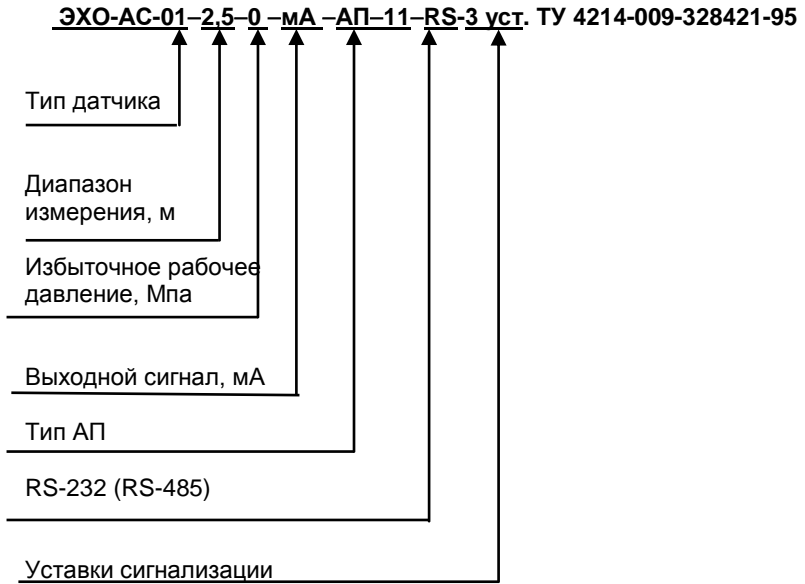 ЭХО-АС-01–2,5–0 –мА –АП–11–RS-3 уст. ТУ 4214-009-328421-95
Тип датчика
Диапазон
измерения, м
Избыточное рабочее
давление, Мпа
Выходной сигнал, мА
Тип АП
RS-232 (RS-485)
Уставки сигнализации